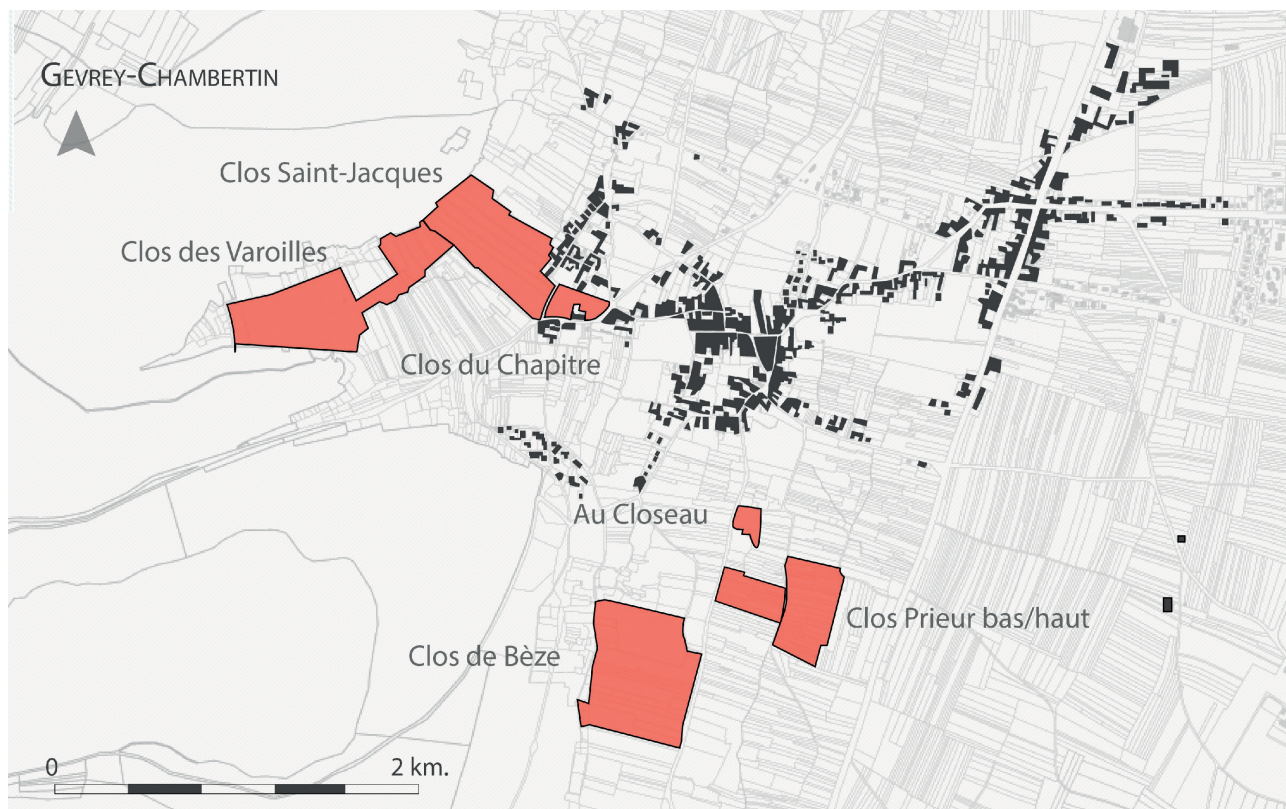 GEVREY-CHAMBERTIN
Clos Saint-Jacques
Clos des Varoilles
Clos du Chapitre
Au Closeau
Clos Prieur bas/haut
Clos de Bèze
0
2 km.